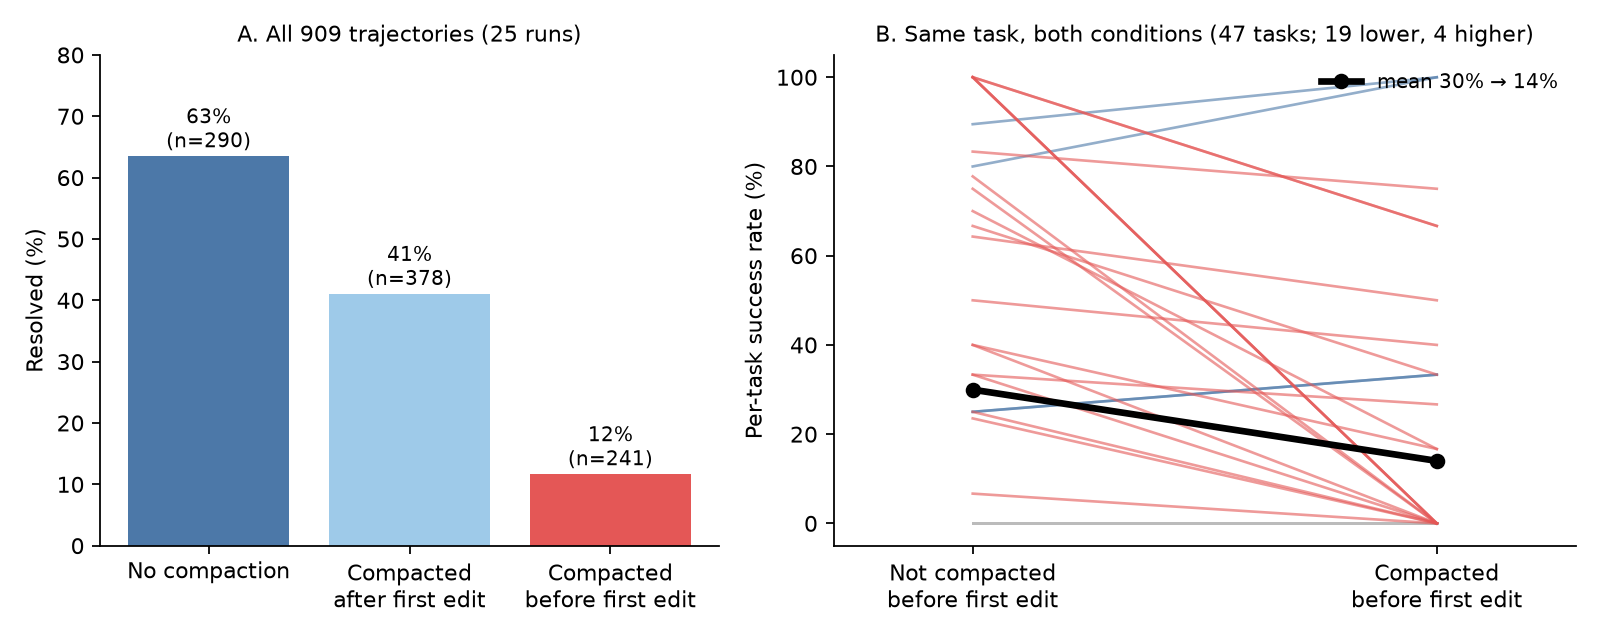 A. All 909 trajectories (25 runs)
Resolved (%)
80
70
60
50
40
30
20
10
0
63%
(n=290)
41%
(n=378)
12%
(n=241)
No compaction
Compacted
after first edit
Compacted
before first edit
B. Same task, both conditions (47 tasks; 19 lower, 4 higher)
Per-task success rate (%)
100
80
60
40
20
0
mean 30% → 14%
Not compacted
before first edit
Compacted
before first edit